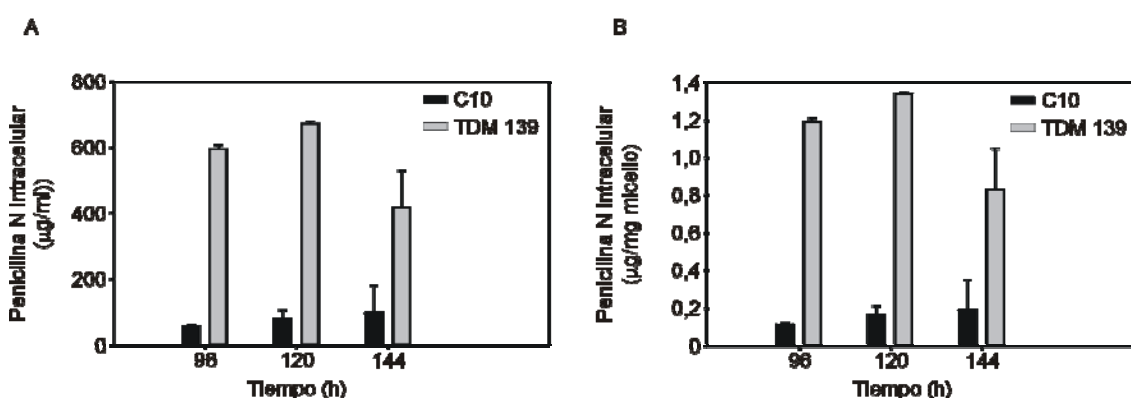 A
Penicilina N intracelular
(µg/ml))
800
600
400
200
0
C10
TDM 139
96
120
144
Tiempo (h)
B
Penicilina N intracelular
(µg/mg micelio)
1,4
1,2
1,0
0,8
0,6
0,4
0,2
0
C10
TDM 139
96
120
144
Tiempo (h)